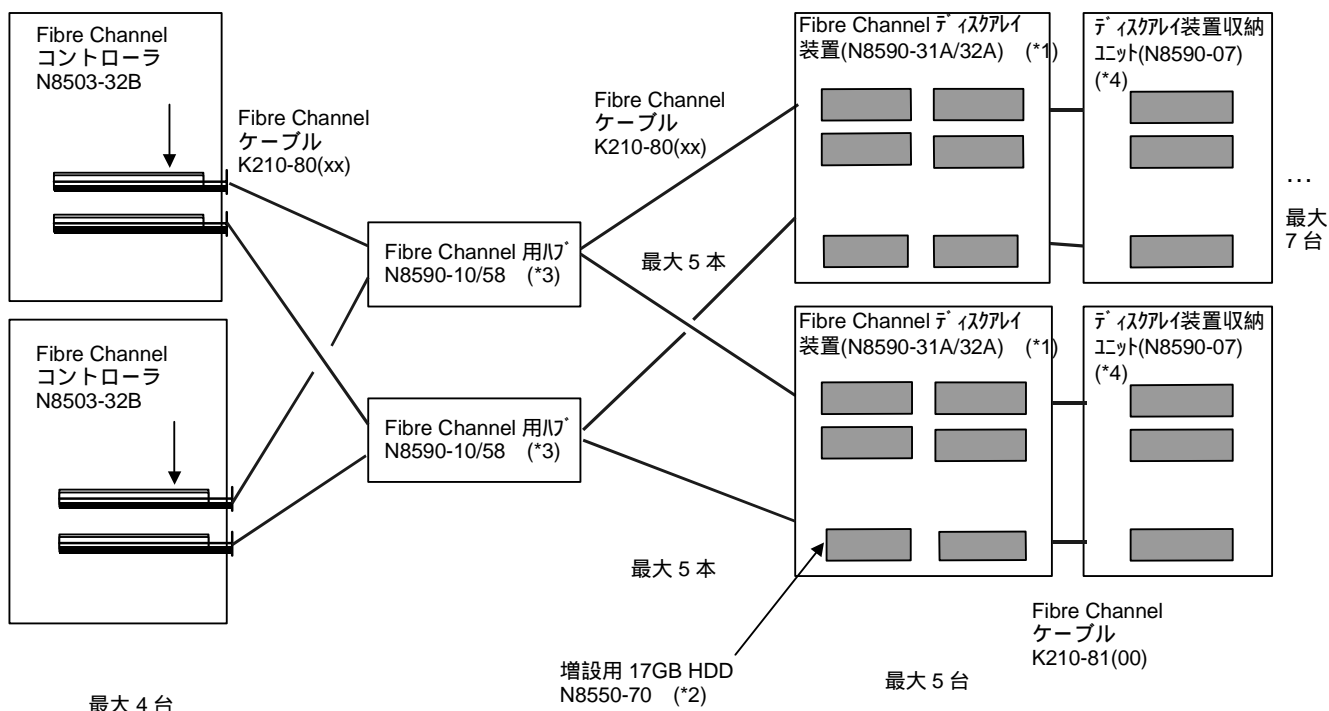 Fibre Channel
コントローラ
N8503-32B
Fibre Channel
ケーブル
K210-80(xx)
Fibre Channel
ケーブル
K210-80(xx)
Fibre Channel ﾃﾞｨｽｸｱﾚｲ
装置(N8590-31A/32A) (*1)
ﾃﾞｨｽｸｱﾚｲ装置収納
ﾕﾆｯﾄ(N8590-07)
(*4)
…
最大
7 台
Fibre Channel 用ﾊﾌﾞ
N8590-10/58 (*3)
最大 5 本
Fibre Channel
コントローラ
N8503-32B
Fibre Channel 用ﾊﾌﾞ
N8590-10/58 (*3)
Fibre Channel ﾃﾞｨｽｸｱﾚｲ
装置(N8590-31A/32A) (*1)
ﾃﾞｨｽｸｱﾚｲ装置収納
ﾕﾆｯﾄ(N8590-07)
(*4)
最大 5 本
Fibre Channel
ケーブル
K210-81(00)
増設用 17GB HDD
N8550-70 (*2)
最大 5 台
最大 4 台